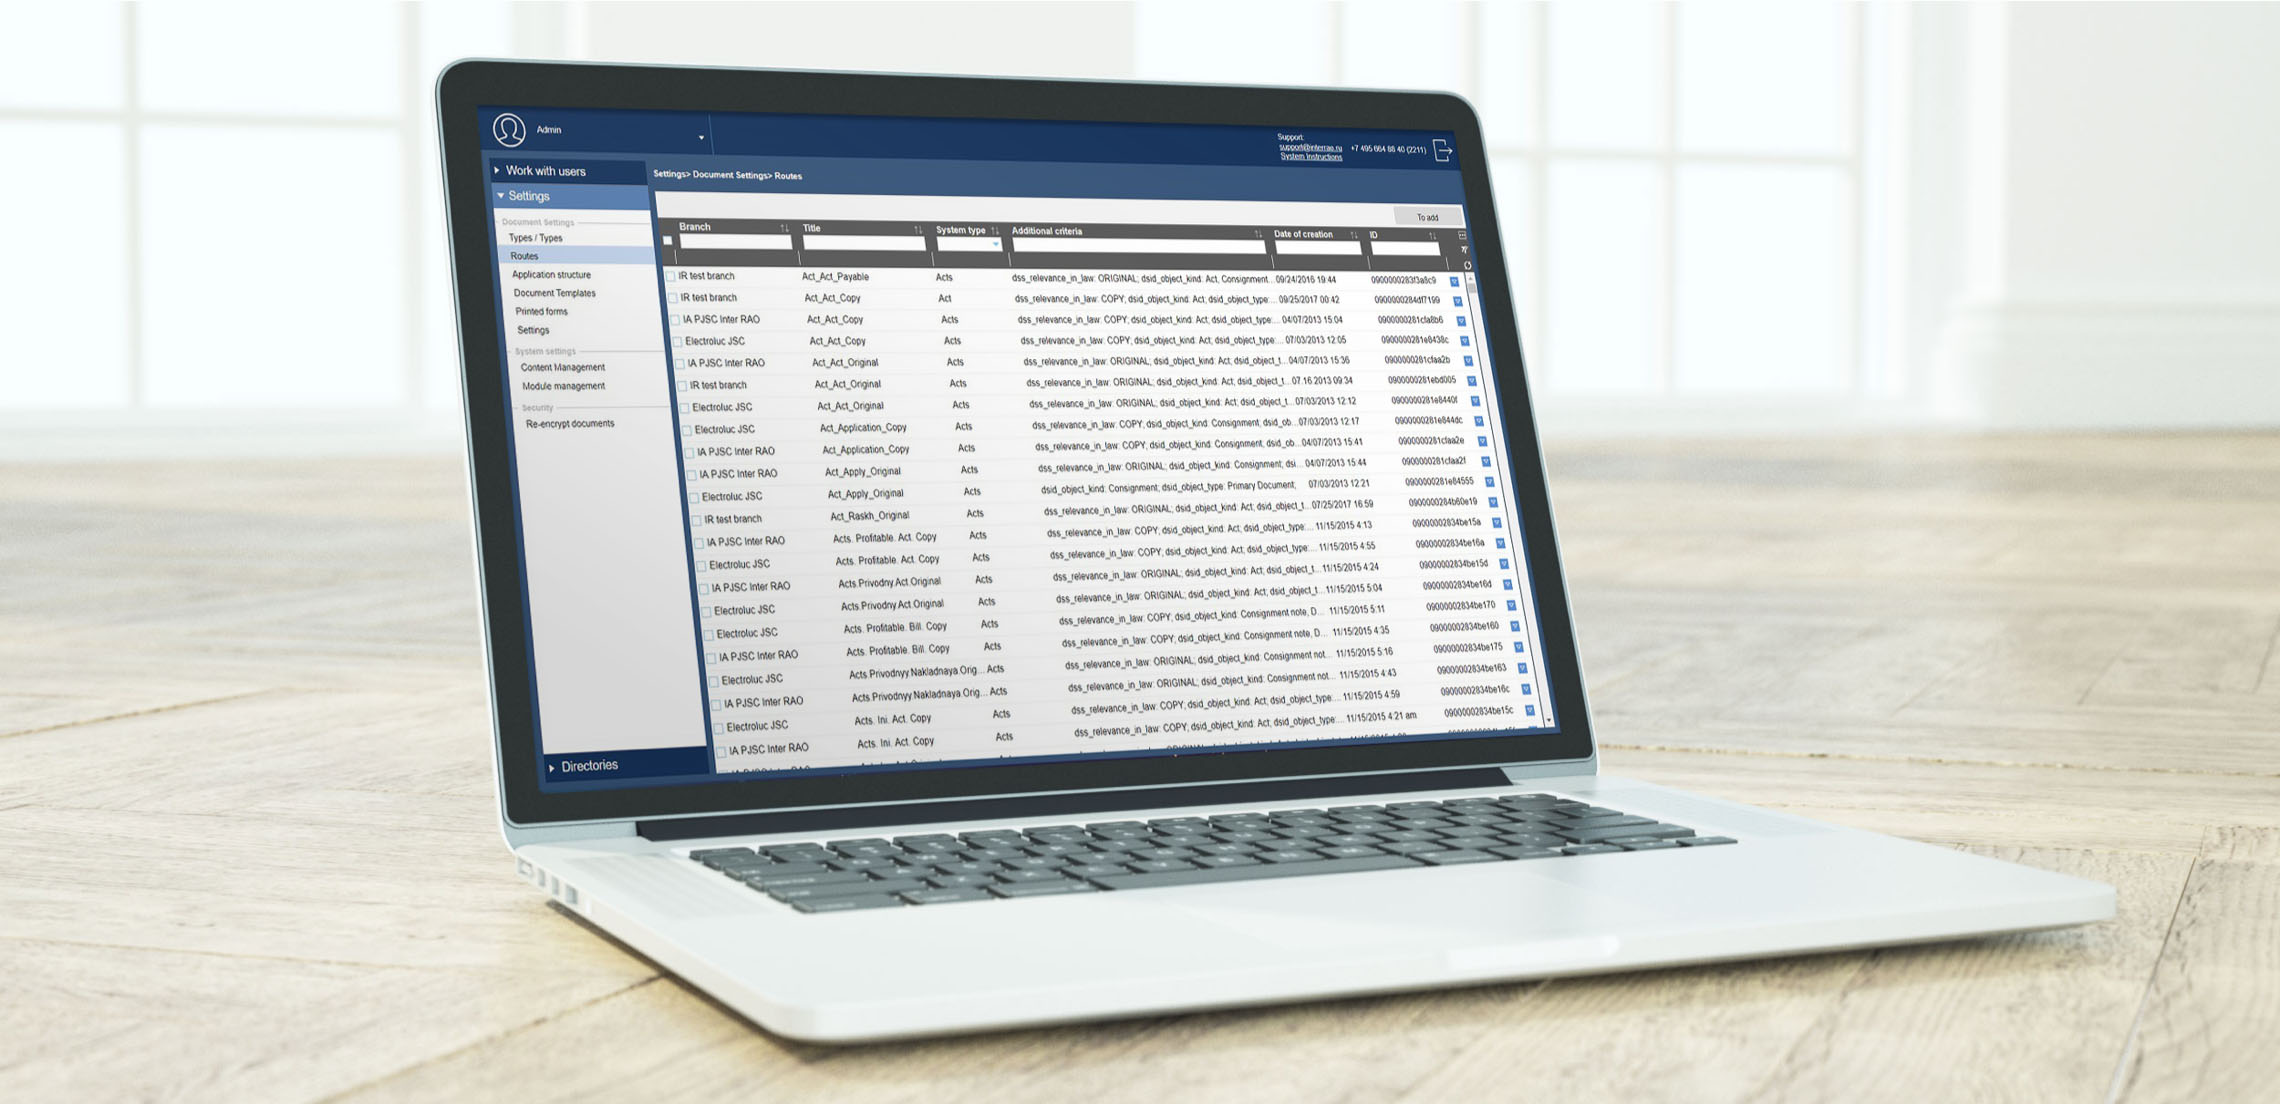 Admin
Support:
support@interrao.ru
System Instructions
+7 495 664 88 40 (2211)
Work with users
Settings
Document Settings
Types / Types
Routes
Application structure
Document Templates
Printed forms
Settings
System settings
Content Management
Module management
Security
Re-encrypt documents
Directories
Settings> Document Settings> Routes
To add
Branch Title System type Additional criteria Date of creation ID
IR test branch Act_Act_Payable Acts dss_relevance_in_law: ORIGINAL; dsid_object_kind: Act, Consignment... 09/24/2016 19:44 0900000283f3a8c9
IR test branch Act_Act_Copy Act dss_relevance_in_law: COPY; dsid_object_kind: Act; dsid_object_type:... 09/25/2017 00:42 0900000284df7199
IA PJSC Inter RAO Act_Act_Copy Acts dss_relevance_in_law: COPY; dsid_object_kind: Act; dsid_object_type:... 04/07/2013 15:04 0900000281cfa8b6
Electroluc JSC Act_Act_Copy Acts dss_relevance_in_law: COPY; dsid_object_kind: Act; dsid_object_type:... 07/03/2013 12:05 0900000281e8438c
IA PJSC Inter RAO Act_Act_Original Acts dss_relevance_in_law: ORIGINAL; dsid_object_kind: Act; dsid_object_t... 04/07/2013 15:36 0900000281cfaa2b
IR test branch Act_Act_Original Acts dss_relevance_in_law: ORIGINAL; dsid_object_kind: Act; dsid_object_t... 07.16.2013 09:34 0900000281ebd005
Electroluc JSC Act_Act_Original Acts dss_relevance_in_law: ORIGINAL; dsid_object_kind: Act; dsid_object_t... 07/03/2013 12:12 0900000281e8440f
Electroluc JSC Act_Application_Copy Acts dss_relevance_in_law: COPY; dsid_object_kind: Consignment; dsid_ob... 07/03/2013 12:17 0900000281e844dc
IA PJSC Inter RAO Act_Application_Copy Acts dss_relevance_in_law: COPY; dsid_object_kind: Consignment; dsid_ob... 04/07/2013 15:41 0900000281cfaa2e
IA PJSC Inter RAO Act_Apply_Original Acts dss_relevance_in_law: ORIGINAL; dsid_object_kind: Consignment; dsi... 04/07/2013 15:44 0900000281cfaa2f
Electroluc JSC Act_Apply_Original Acts dsid_object_kind: Consignment; dsid_object_type: Primary Document; 07/03/2013 12:21 0900000281e84555
IR test branch Act_Raskh_Original Acts dss_relevance_in_law: ORIGINAL; dsid_object_kind: Act; dsid_object_t... 07/25/2017 16:59 0900000284b60e19
IA PJSC Inter RAO Acts. Profitable. Act. Copy Acts dss_relevance_in_law: COPY; dsid_object_kind: Act; dsid_object_type:... 11/15/2015 4:13 09000002834be15a
Electroluc JSC Acts. Profitable. Act. Copy Acts dss_relevance_in_law: COPY; dsid_object_kind: Act; dsid_object_type:... 11/15/2015 4:55 09000002834be16a
IA PJSC Inter RAO Acts.Privodny.Act.Original Acts dss_relevance_in_law: ORIGINAL; dsid_object_kind: Act; dsid_object_t... 11/15/2015 4:24 09000002834be15d
Electroluc JSC Acts.Privodny.Act.Original Acts dss_relevance_in_law: ORIGINAL; dsid_object_kind: Act; dsid_object_t... 11/15/2015 5:04 09000002834be16d
Electroluc JSC Acts. Profitable. Bill. Copy Acts dss_relevance_in_law: COPY; dsid_object_kind: Consignment note, D... 11/15/2015 5:11 09000002834be170
IA PJSC Inter RAO Acts. Profitable. Bill. Copy Acts dss_relevance_in_law: COPY; dsid_object_kind: Consignment note, D... 11/15/2015 4:35 09000002834be160
Electroluc JSC Acts.Privodnyy.Nakladnaya.Orig... Acts dss_relevance_in_law: ORIGINAL; dsid_object_kind: Consignment not... 11/15/2015 5:16 09000002834be175
IA PJSC Inter RAO Acts.Privodnyy.Nakladnaya.Orig... Acts dss_relevance_in_law: ORIGINAL; dsid_object_kind: Consignment not... 11/15/2015 4:43 09000002834be163
Electroluc JSC Acts. Ini. Act. Copy Acts dss_relevance_in_law: COPY; dsid_object_kind: Act; dsid_object_type:... 11/15/2015 4:59 09000002834be16c
IA PJSC Inter RAO Acts. Ini. Act. Copy Acts dss_relevance_in_law: COPY; dsid_object_kind: Act; dsid_object_type:... 11/15/2015 4:21 am 09000002834be15c